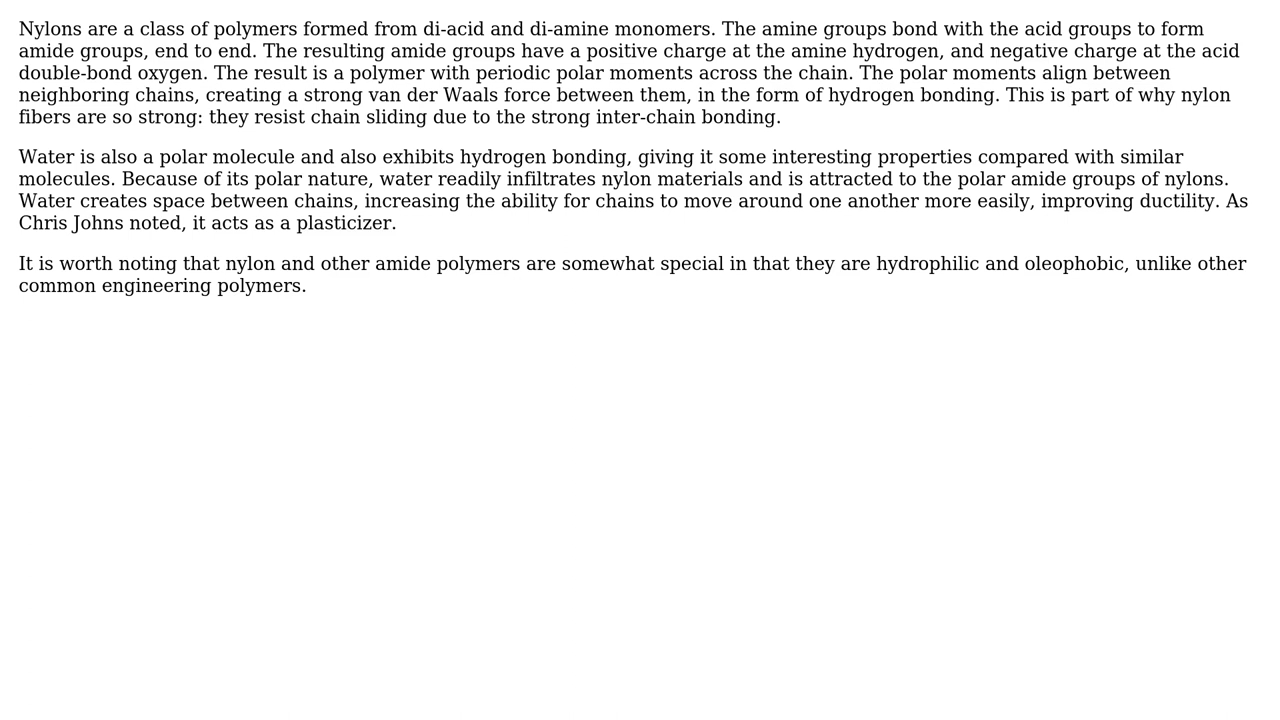 Nylons are a class of polymers formed from di-acid and di-amine monomers. The amine groups bond with the acid groups to form
amide groups, end to end. The resulting amide groups have a positive charge at the amine hydrogen, and negative charge at the acid
double-bond oxygen. The result is a polymer with periodic polar moments across the chain. The polar moments align between
neighboring chains, creating a strong van der Waals force between them, in the form of hydrogen bonding. This is part of why nylon
fibers are so strong: they resist chain sliding due to the strong inter-chain bonding.
Water is also a polar molecule and also exhibits hydrogen bonding, giving it some interesting properties compared with similar
molecules. Because of its polar nature, water readily infiltrates nylon materials and is attracted to the polar amide groups of nylons.
Water creates space between chains, increasing the ability for chains to move around one another more easily, improving ductility. As
Chris Johns noted, it acts as a plasticizer.
It is worth noting that nylon and other amide polymers are somewhat special in that they are hydrophilic and oleophobic, unlike other
common engineering polymers.